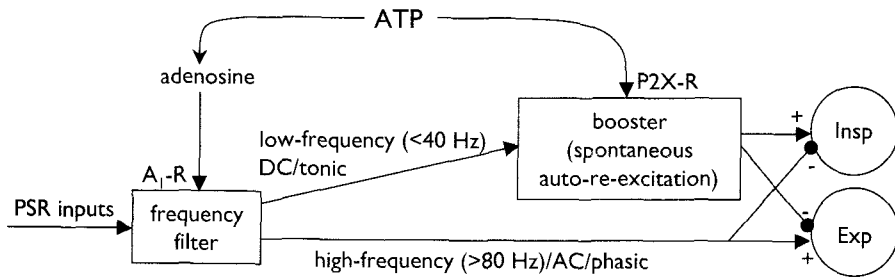 ATP
adenosine
P2X-R
booster
(spontaneous
auto-re-excitation)
+
Insp
-
low-frequency (<40 Hz)
DC/tonic
A₁-R
PSR inputs
frequency
filter
-
Exp
+
high-frequency (>80 Hz)/AC/phasic